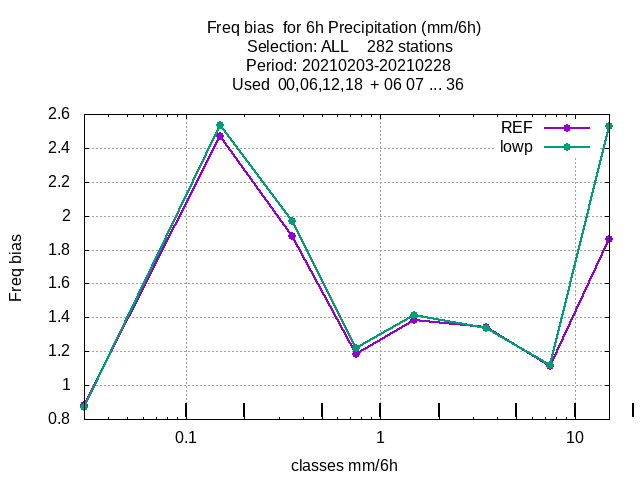 Freq bias  for 6h Precipitation (mm/6h)
Selection: ALL    282 stations
Period: 20210203-20210228
Used  00,06,12,18  + 06 07 ... 36
REF
lowp
Freq bias
2.6
2.4
2.2
2
1.8
1.6
1.4
1.2
1
0.8
0.1
1
10
classes mm/6h